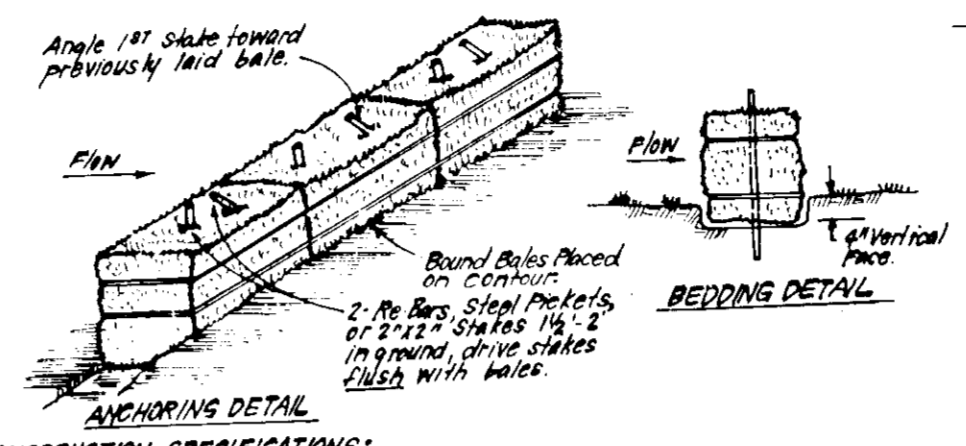 Angle 1ST stake toward
previously laid bale.
Flow
Flow
4" Vertical
Face.
Bound Bales Placed
on contour.
2-Re-Bars, Steel Pickets,
or 2"x2" Stakes 1½'-2'
in ground, drive stakes
flush with bales.
BEDDING DETAIL
ANCHORING DETAIL
CONSTRUCTION SPECIFICATIONS: